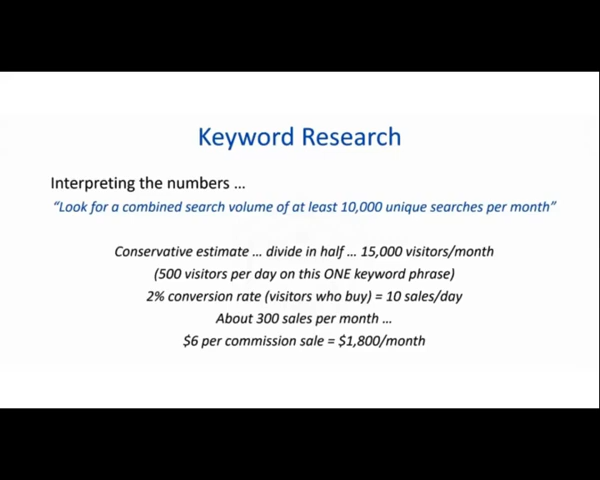 Keyword Research
Interpreting the numbers ...
“Look for a combined search volume of at least 10,000 unique searches per month”
Conservative estimate ... divide in half ... 15,000 visitors/month
(500 visitors per day on this ONE keyword phrase)
2% conversion rate (visitors who buy) = 10 sales/day
About 300 sales per month ...
$6 per commission sale = $1,800/month